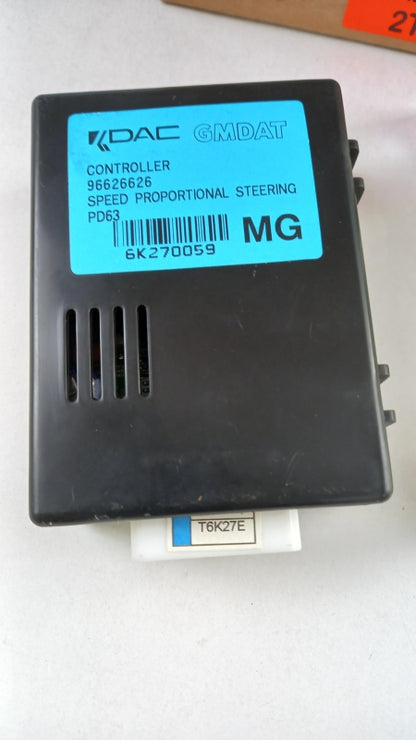 KDAC GMDAT
CONTROLLER
96626626
SPEED PROPORTIONAL STEERING
PD63
MG
6K270059
T6K27E